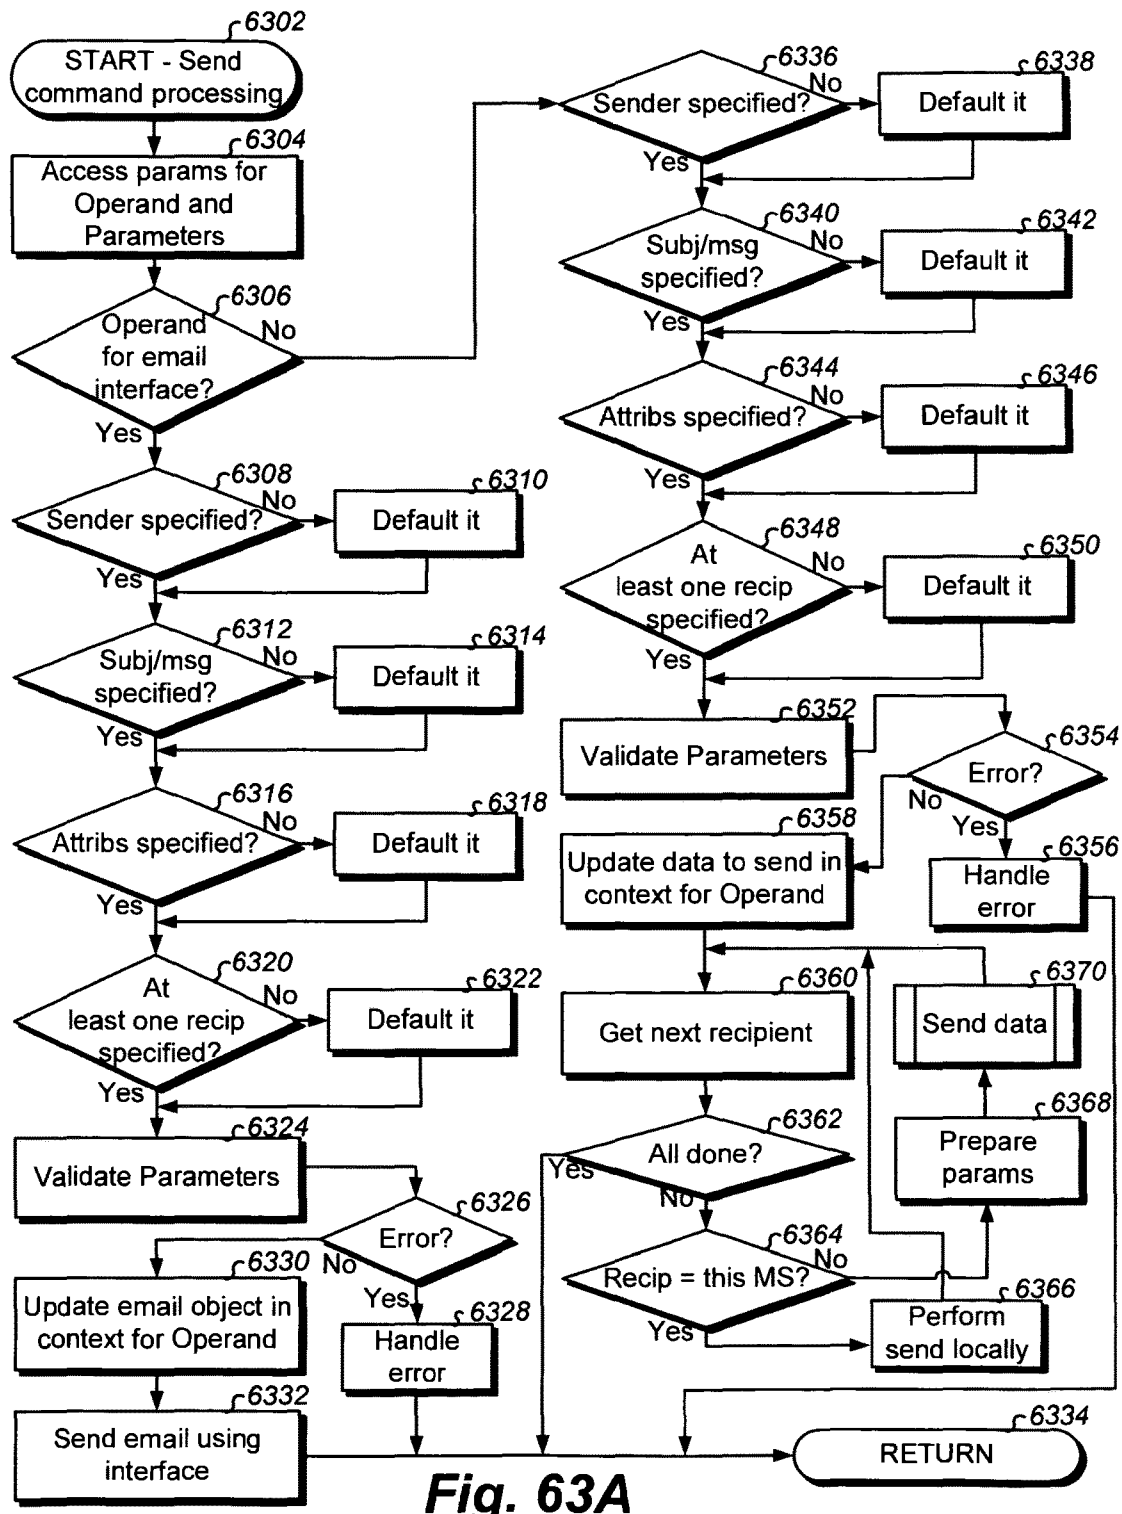 6302
START - Send
command processing
6304
Access params for
Operand and
Parameters
6306
Operand
for email
interface?
No
Yes
6308
Sender specified?
No
Yes
6310
Default it
6312
Subj/msg
specified?
No
Yes
6314
Default it
6316
Attribs specified?
No
Yes
6318
Default it
6320
At
least one recip
specified?
No
Yes
6322
Default it
6324
Validate Parameters
6326
Error?
No
Yes
6328
Handle
error
6330
Update email object in
context for Operand
6332
Send email using
interface
6336
Sender specified?
No
Yes
6338
Default it
6340
Subj/msg
specified?
No
Yes
6342
Default it
6344
Attribs specified?
No
Yes
6346
Default it
6348
At
least one recip
specified?
No
Yes
6350
Default it
6352
Validate Parameters
6354
Error?
No
Yes
6356
Handle
error
6358
Update data to send in
context for Operand
6360
Get next recipient
6362
All done?
Yes
No
6364
Recip = this MS?
No
Yes
6366
Perform
send locally
6368
Prepare
params
6370
Send data
6334
RETURN
Fig. 63A